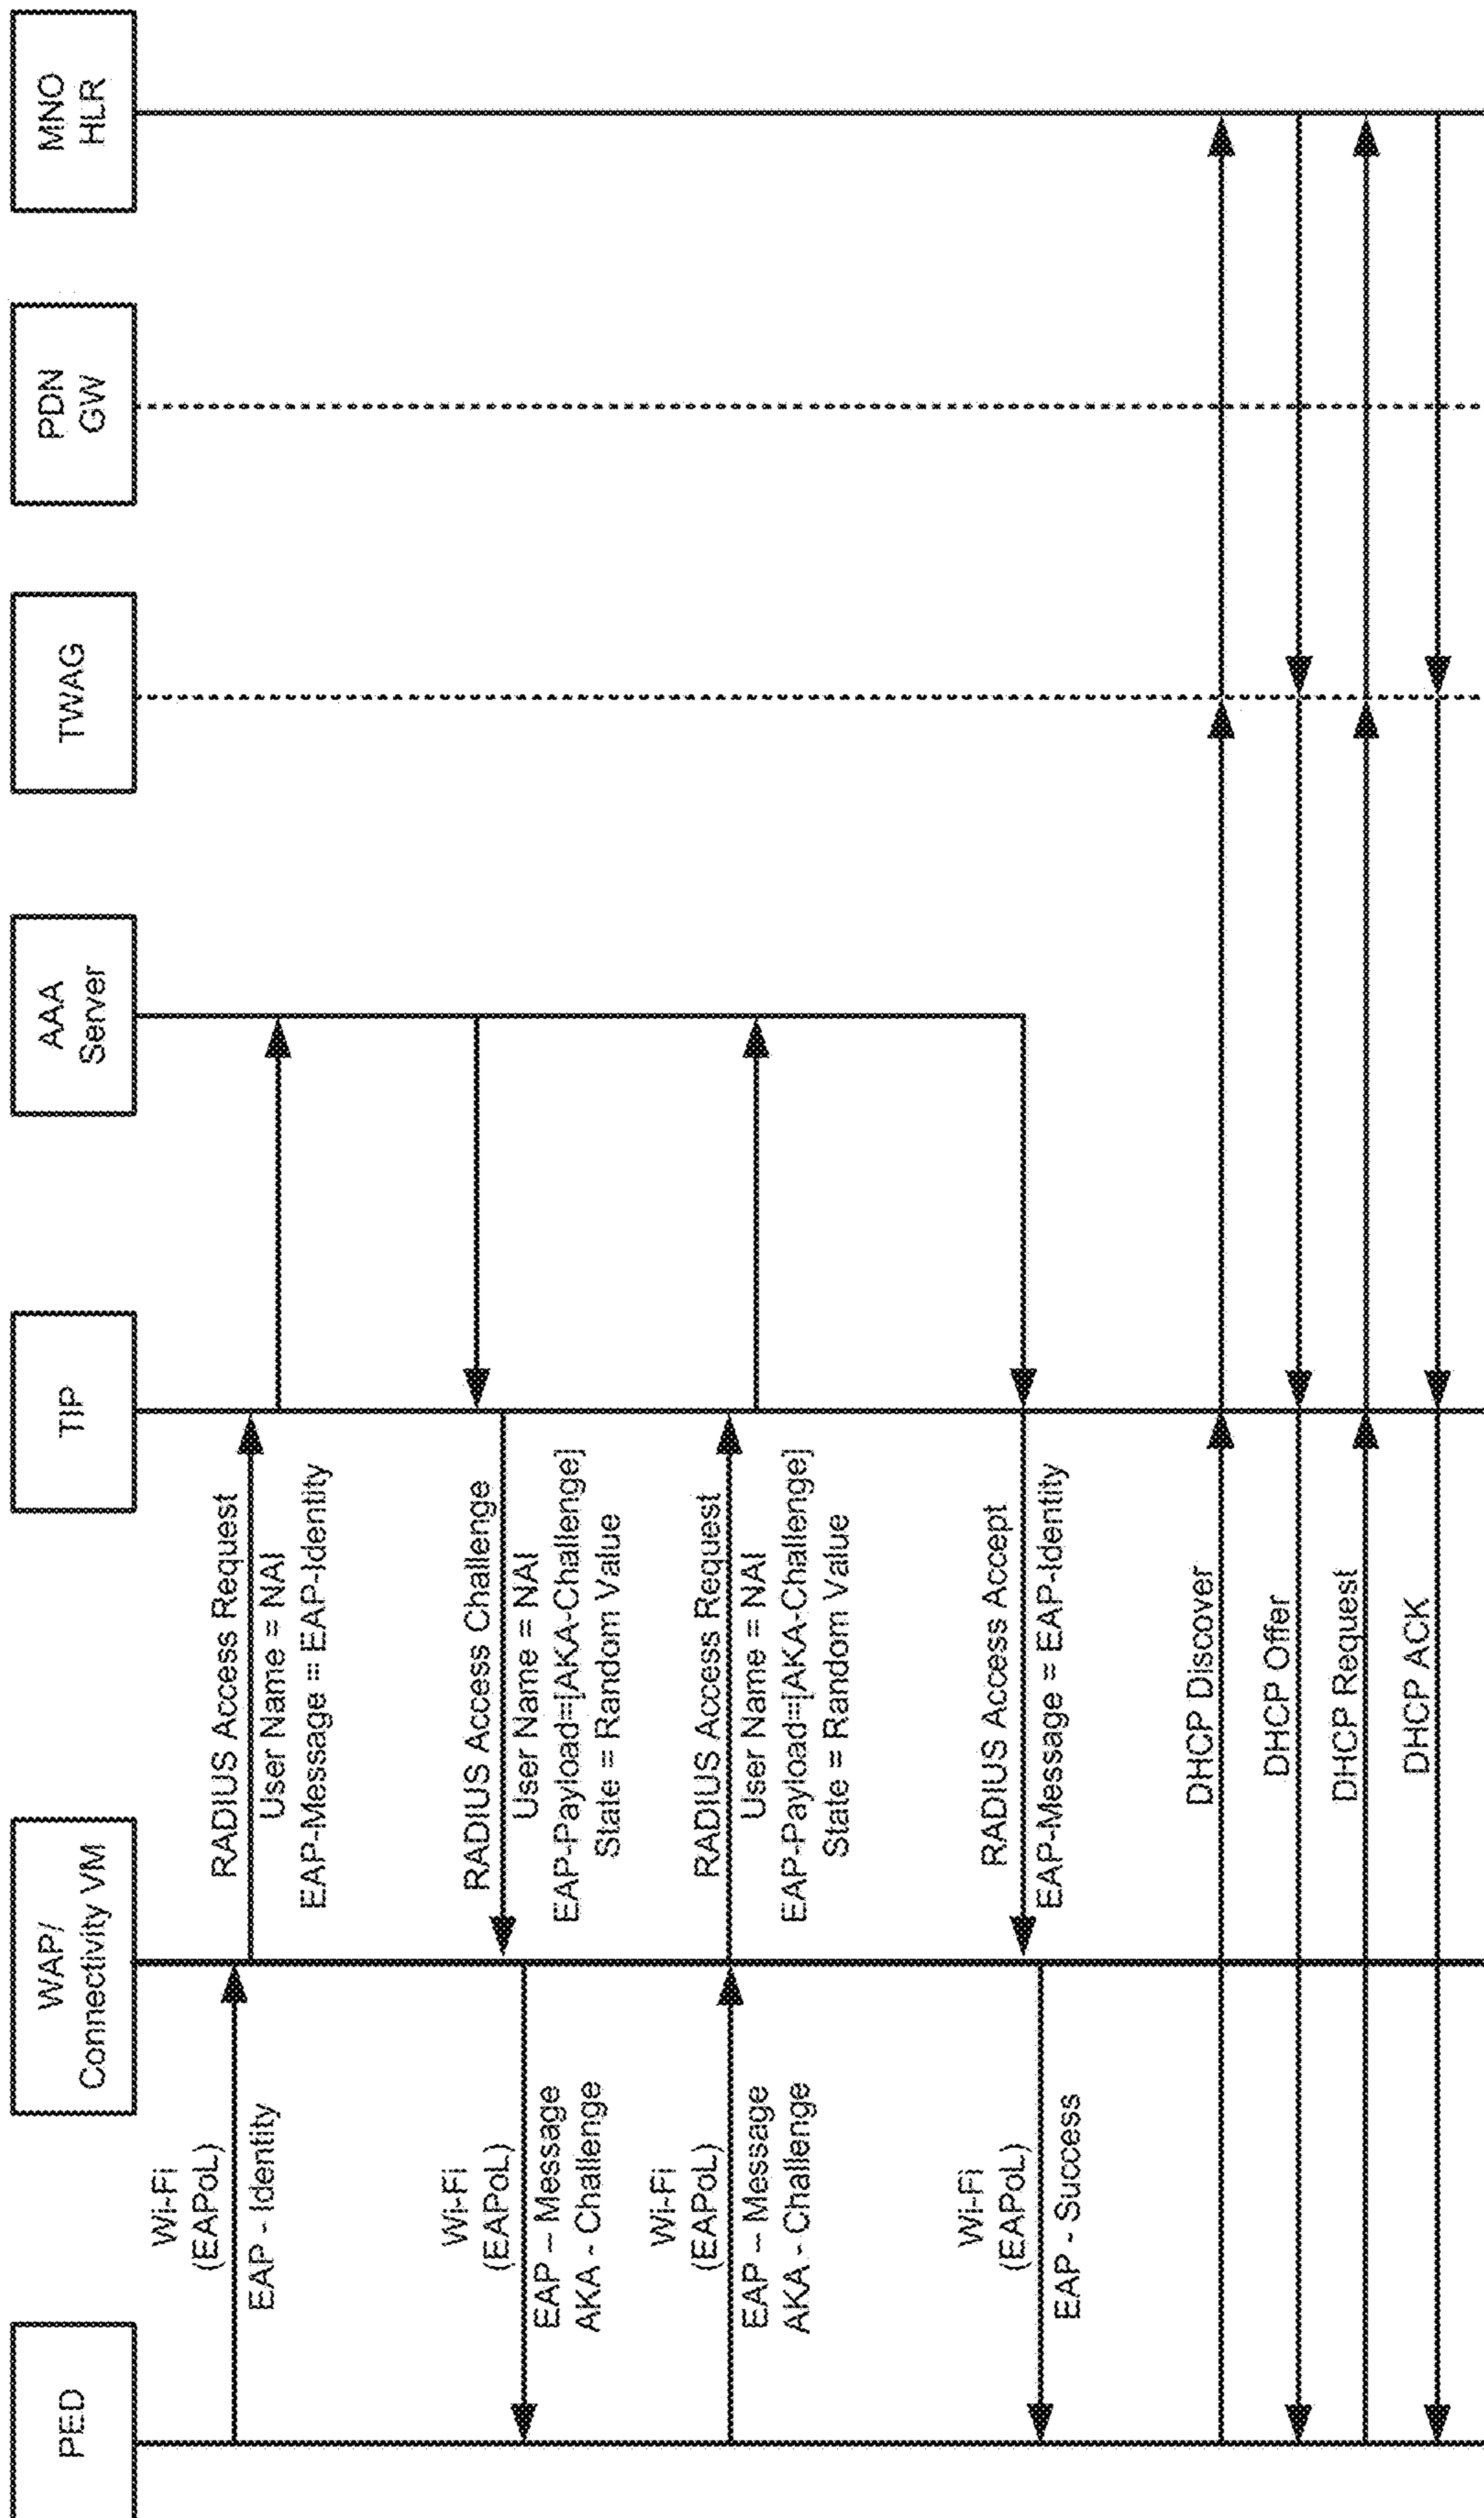 PED
WAP/
Connectivity VM
TIP
AAA
Server
TWAG
PDN
GW
MNO
HLR
Wi-Fi
(EAPoL)
EAP - Identity
RADIUS Access Request
User Name = NAI
EAP-Message = EAP-Identity
RADIUS Access Challenge
User Name = NAI
EAP-Payload=[AKA-Challenge]
State = Random Value
Wi-Fi
(EAPoL)
EAP – Message
AKA - Challenge
Wi-Fi
(EAPoL)
EAP – Message
AKA - Challenge
RADIUS Access Request
User Name = NAI
EAP-Payload=[AKA-Challenge]
State = Random Value
RADIUS Access Accept
EAP-Message = EAP-Identity
Wi-Fi
(EAPoL)
EAP - Success
DHCP Discover
DHCP Offer
DHCP Request
DHCP ACK